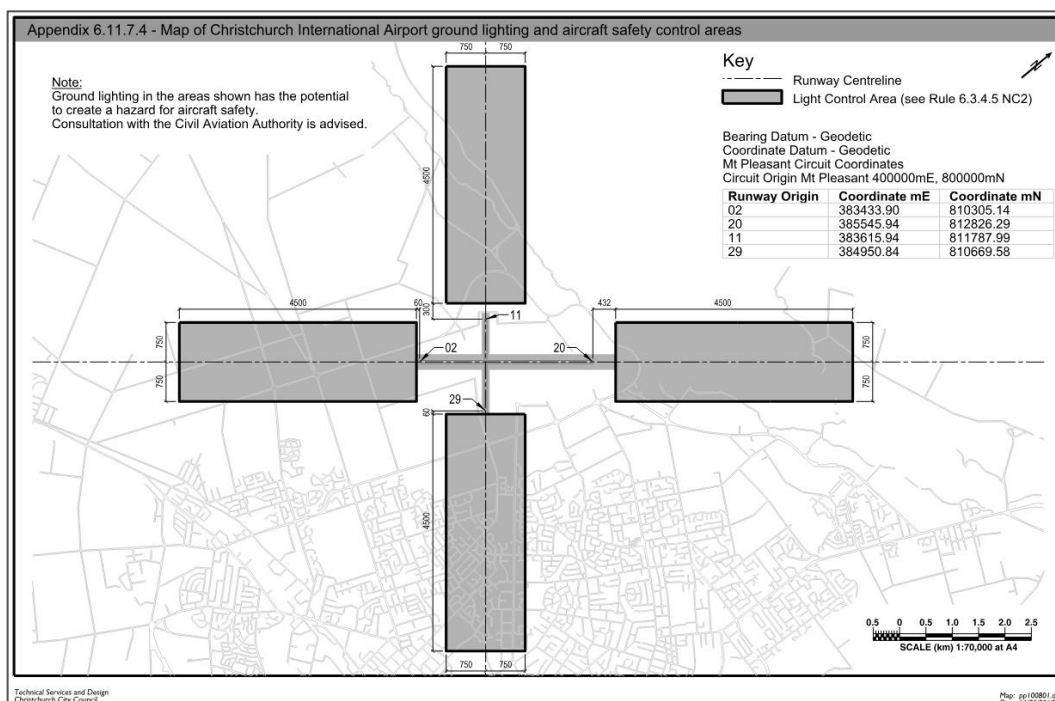 Appendix 6.11.7.4 - Map of Christchurch International Airport ground lighting and aircraft safety control areas
750 750
Note:
Ground lighting in the areas shown has the potential
to create a hazard for aircraft safety.
Consultation with the Civil Aviation Authority is advised.
Key
Runway Centreline
Light Control Area (see Rule 6.3.4.5 NC2)
N
Bearing Datum - Geodetic
Coordinate Datum - Geodetic
Mt Pleasant Circuit Coordinates
Circuit Origin Mt Pleasant 400000mE, 800000mN
Runway Origin Coordinate mE Coordinate mN
02 383433.90 810305.14
20 385545.94 812826.29
11 383615.94 811787.99
29 384950.84 810669.58
4500
4500 60 300 11 432 4500
750 02 20 750
750 29 750
60
4500
750 750
0.5 0 0.5 1.0 1.5 2.0 2.5
SCALE (km) 1:70,000 at A4
Technical Services and Design
Christchurch City Council
Map: pp100801.d